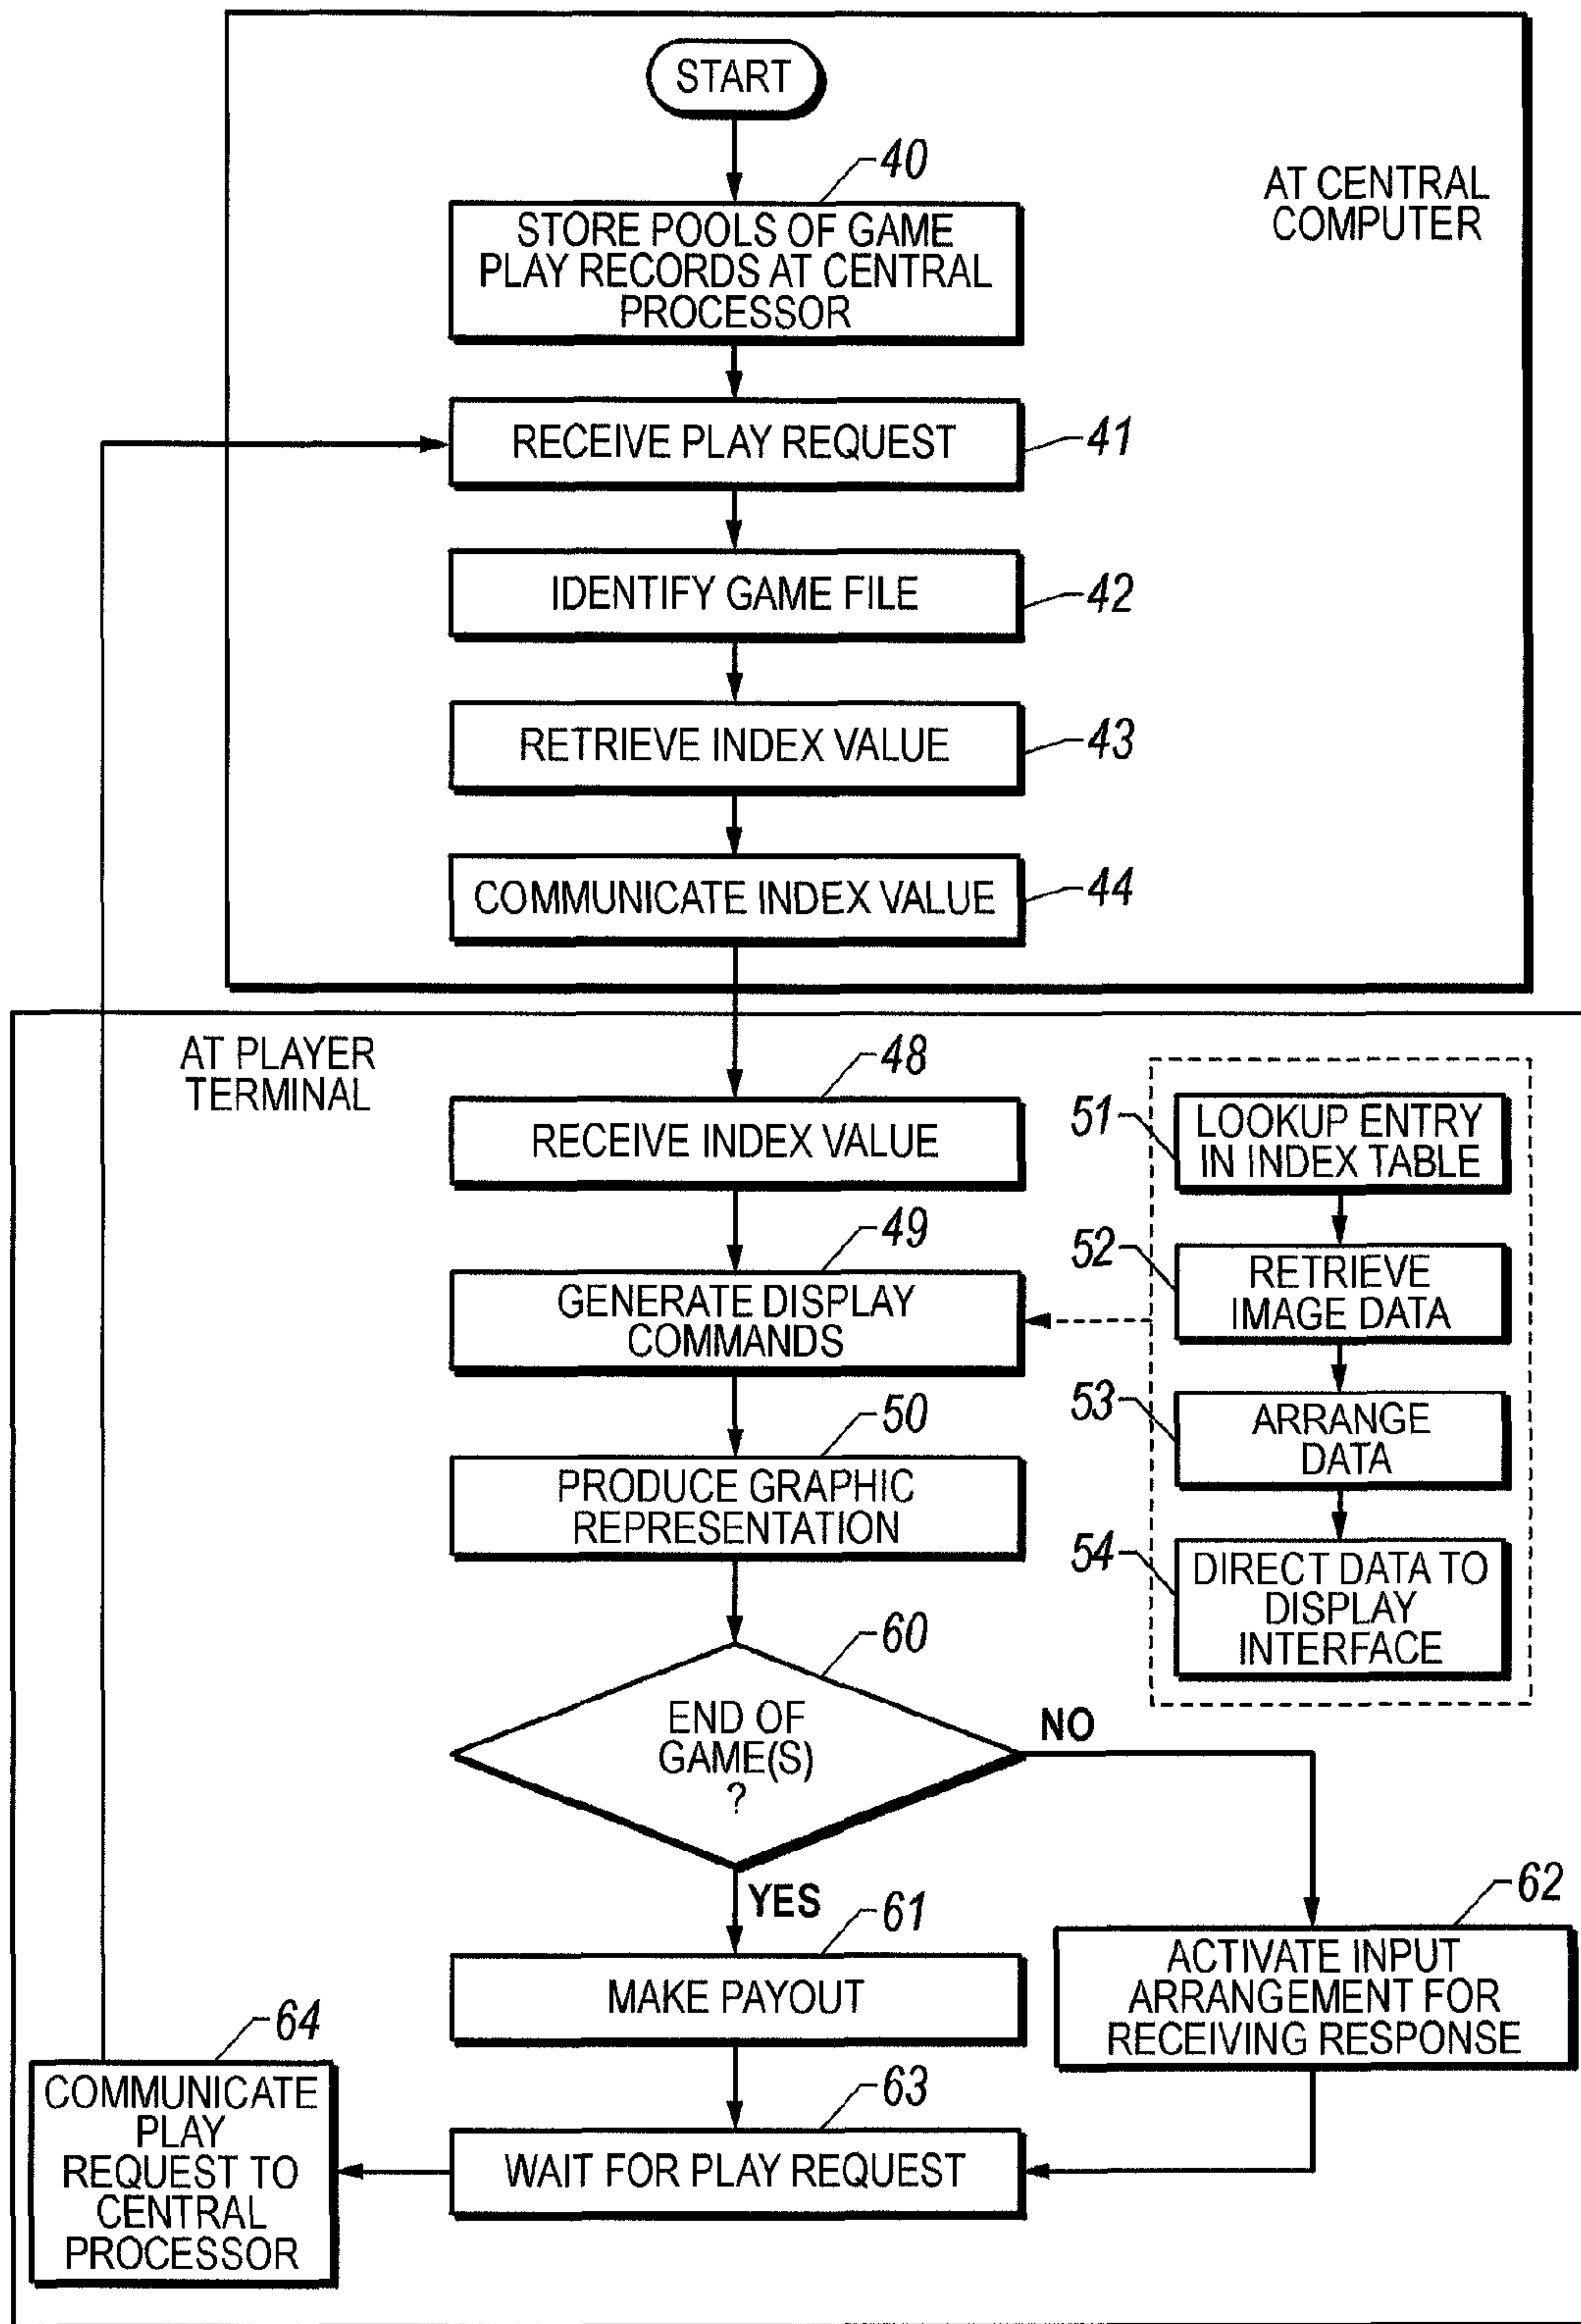 START
40
STORE POOLS OF GAME
PLAY RECORDS AT CENTRAL
PROCESSOR
AT CENTRAL
COMPUTER
RECEIVE PLAY REQUEST
41
IDENTIFY GAME FILE
42
RETRIEVE INDEX VALUE
43
COMMUNICATE INDEX VALUE
44
AT PLAYER
TERMINAL
48
RECEIVE INDEX VALUE
49
GENERATE DISPLAY
COMMANDS
50
PRODUCE GRAPHIC
REPRESENTATION
51
LOOKUP ENTRY
IN INDEX TABLE
52
RETRIEVE
IMAGE DATA
53
ARRANGE
DATA
54
DIRECT DATA TO
DISPLAY
INTERFACE
60
END OF
GAME(S)
?
NO
YES
61
MAKE PAYOUT
62
ACTIVATE INPUT
ARRANGEMENT FOR
RECEIVING RESPONSE
63
WAIT FOR PLAY REQUEST
64
COMMUNICATE
PLAY
REQUEST TO
CENTRAL
PROCESSOR